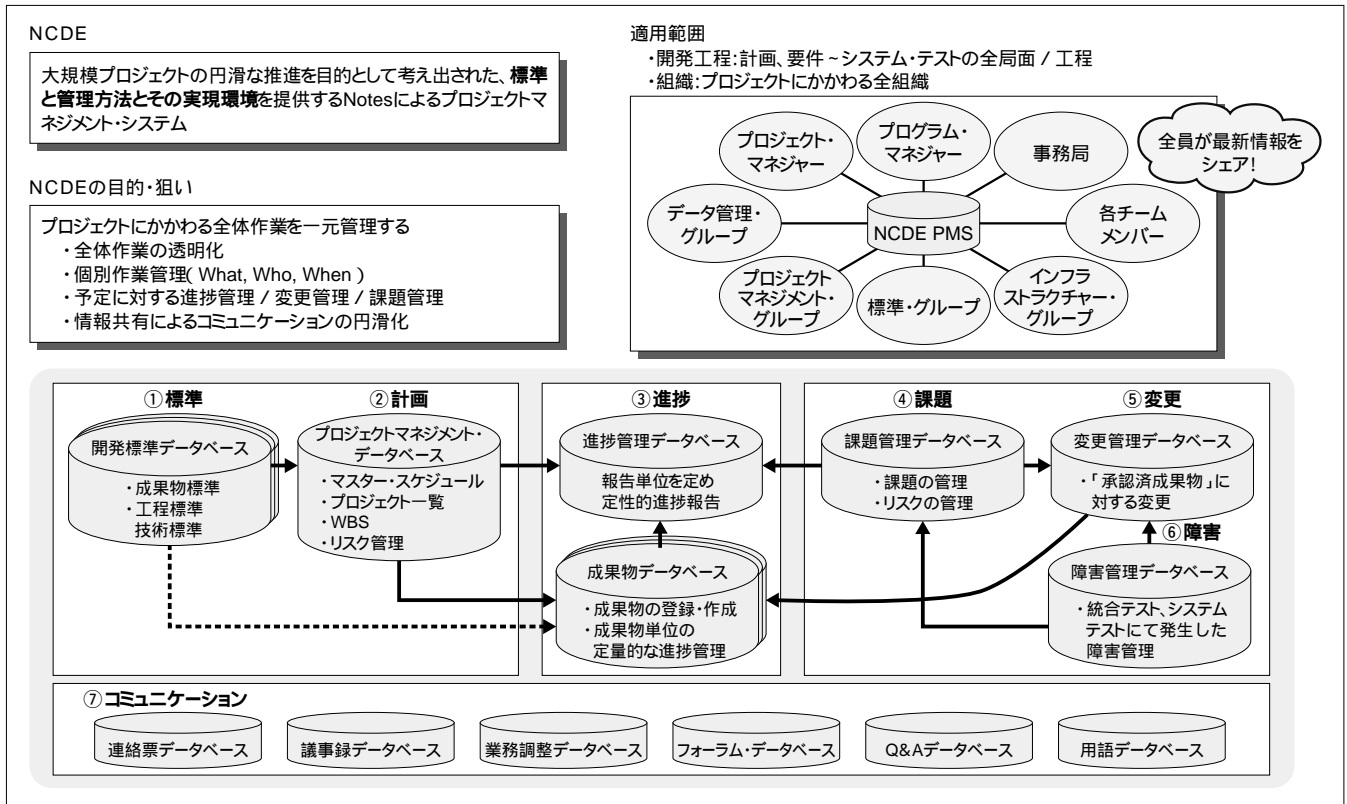 NCDE
大規模プロジェクトの円滑な推進を目的として考え出された、標準
と管理方法とその実現環境を提供するNotesによるプロジェクトマ
ネジメント・システム
NCDEの目的・狙い
プロジェクトにかかわる全体作業を一元管理する
・全体作業の透明化
・個別作業管理( What, Who, When )
・予定に対する進捗管理 / 変更管理 / 課題管理
・情報共有によるコミュニケーションの円滑化
適用範囲
・開発工程:計画、要件~システム・テストの全局面 / 工程
・組織:プロジェクトにかかわる全組織
プロジェクト・
マネジャー
プログラム・
マネジャー
事務局
全員が最新情報を
シェア!
データ管理・
グループ
NCDE PMS
各チーム
メンバー
プロジェクト
マネジメント・
グループ
標準・グループ
インフラ
ストラクチャー・
グループ
①標準
開発標準データベース
・成果物標準
・工程標準
技術標準
②計画
プロジェクトマネジメント・
データベース
・マスター・スケジュール
・プロジェクト一覧
・WBS
・リスク管理
③進捗
進捗管理データベース
報告単位を定め
定性的進捗報告
成果物データベース
・成果物の登録・作成
・成果物単位の
定量的な進捗管理
④課題
課題管理データベース
・課題の管理
・リスクの管理
⑤変更
変更管理データベース
・「承認済成果物」に
対する変更
⑥障害
障害管理データベース
・統合テスト、システム
テストにて発生した
障害管理
⑦コミュニケーション
連絡票データベース
議事録データベース
業務調整データベース
フォーラム・データベース
Q&Aデータベース
用語データベース